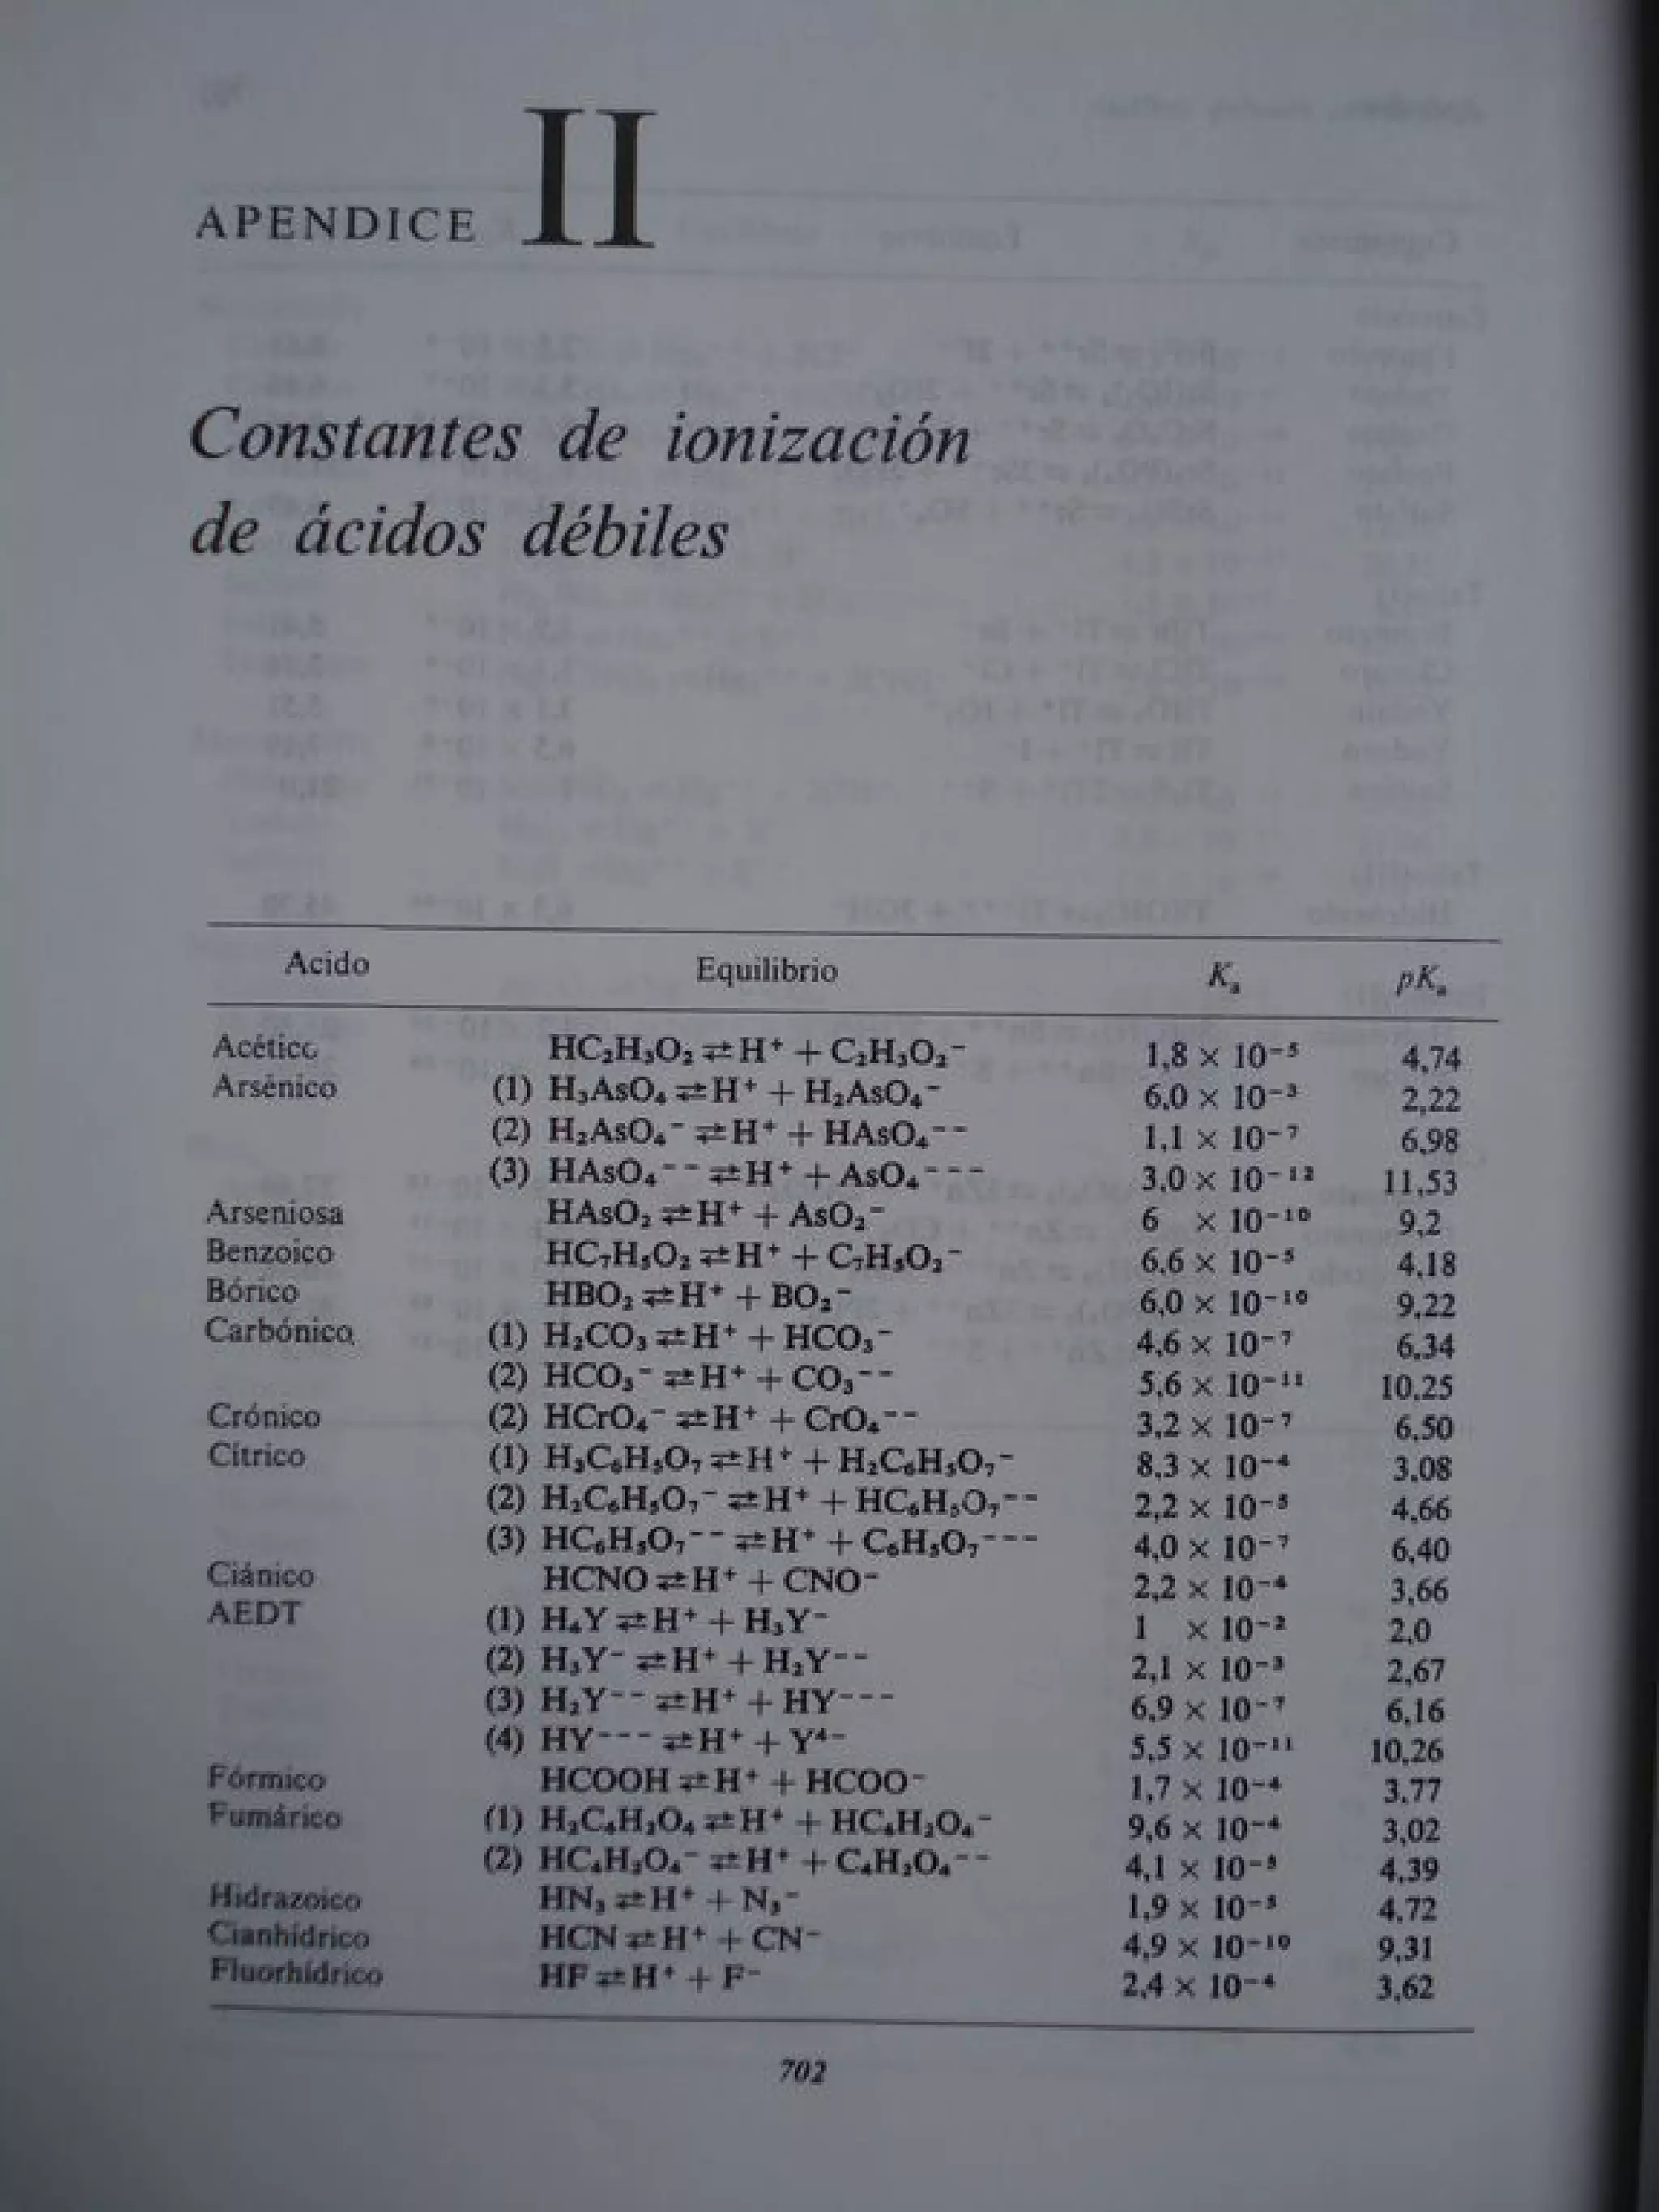 APENDICE II
Constantes de ionización
de ácidos débiles
Acido Equilibrio Kₐ pKₐ
Acético HC₂H₃O₂ ⇌ H⁺ + C₂H₃O₂⁻ 1,8 × 10⁻⁵ 4,74
Arsénico (1) H₃AsO₄ ⇌ H⁺ + H₂AsO₄⁻ 6,0 × 10⁻³ 2,22
(2) H₂AsO₄⁻ ⇌ H⁺ + HAsO₄⁻⁻ 1,1 × 10⁻⁷ 6,98
(3) HAsO₄⁻⁻ ⇌ H⁺ + AsO₄⁻⁻⁻ 3,0 × 10⁻¹² 11,53
Arseniosa HAsO₂ ⇌ H⁺ + AsO₂⁻ 6 × 10⁻¹⁰ 9,2
Benzoico HC₇H₅O₂ ⇌ H⁺ + C₇H₅O₂⁻ 6,6 × 10⁻⁵ 4,18
Bórico HBO₂ ⇌ H⁺ + BO₂⁻ 6,0 × 10⁻¹⁰ 9,22
Carbónico (1) H₂CO₃ ⇌ H⁺ + HCO₃⁻ 4,6 × 10⁻⁷ 6,34
(2) HCO₃⁻ ⇌ H⁺ + CO₃⁻⁻ 5,6 × 10⁻¹¹ 10,25
Crónico (2) HCrO₄⁻ ⇌ H⁺ + CrO₄⁻⁻ 3,2 × 10⁻⁷ 6,50
Cítrico (1) H₃C₆H₅O₇ ⇌ H⁺ + H₂C₆H₅O₇⁻ 8,3 × 10⁻⁴ 3,08
(2) H₂C₆H₅O₇⁻ ⇌ H⁺ + HC₆H₅O₇⁻⁻ 2,2 × 10⁻⁵ 4,66
(3) HC₆H₅O₇⁻⁻ ⇌ H⁺ + C₆H₅O₇⁻⁻⁻ 4,0 × 10⁻⁷ 6,40
Ciánico HCNO ⇌ H⁺ + CNO⁻ 2,2 × 10⁻⁴ 3,66
AEDT (1) H₄Y ⇌ H⁺ + H₃Y⁻ 1 × 10⁻² 2,0
(2) H₃Y⁻ ⇌ H⁺ + H₂Y⁻⁻ 2,1 × 10⁻³ 2,67
(3) H₂Y⁻⁻ ⇌ H⁺ + HY⁻⁻⁻ 6,9 × 10⁻⁷ 6,16
(4) HY⁻⁻⁻ ⇌ H⁺ + Y⁴⁻ 5,5 × 10⁻¹¹ 10,26
Fórmico HCOOH ⇌ H⁺ + HCOO⁻ 1,7 × 10⁻⁴ 3,77
Fumárico (1) H₂C₄H₂O₄ ⇌ H⁺ + HC₄H₂O₄⁻ 9,6 × 10⁻⁴ 3,02
(2) HC₄H₂O₄⁻ ⇌ H⁺ + C₄H₂O₄⁻⁻ 4,1 × 10⁻⁵ 4,39
Hidrazoico HN₃ ⇌ H⁺ + N₃⁻ 1,9 × 10⁻⁵ 4,72
Cianhídrico HCN ⇌ H⁺ + CN⁻ 4,9 × 10⁻¹⁰ 9,31
Fluorhídrico HF ⇌ H⁺ + F⁻ 2,4 × 10⁻⁴ 3,62
702